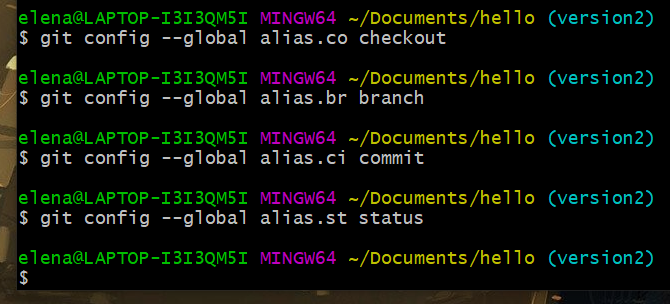 elena@LAPTOP-I3I3QM5I MINGW64 ~/Documents/hello (version2)
$ git config --global alias.co checkout
elena@LAPTOP-I3I3QM5I MINGW64 ~/Documents/hello (version2)
$ git config --global alias.br branch
elena@LAPTOP-I3I3QM5I MINGW64 ~/Documents/hello (version2)
$ git config --global alias.ci commit
elena@LAPTOP-I3I3QM5I MINGW64 ~/Documents/hello (version2)
$ git config --global alias.st status
elena@LAPTOP-I3I3QM5I MINGW64 ~/Documents/hello (version2)
$